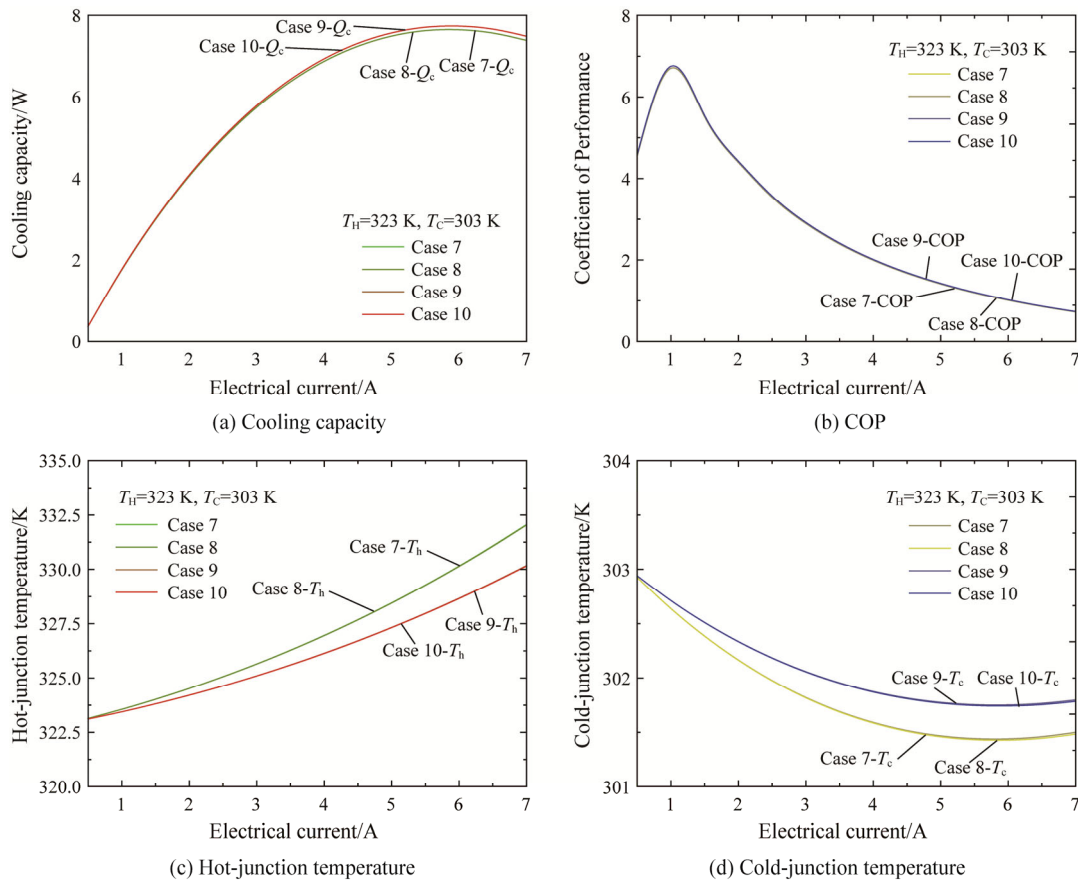 8
6
4
2
0
Cooling capacity/W
Case 9-Qc
Case 10-Qc
Case 8-Qc
Case 7-Qc
TH=323 K, TC=303 K
Case 7
Case 8
Case 9
Case 10
1 2 3 4 5 6 7
Electrical current/A
(a) Cooling capacity
8
6
4
2
0
Coefficient of Performance
TH=323 K, TC=303 K
Case 7
Case 8
Case 9
Case 10
Case 9-COP
Case 10-COP
Case 7-COP
Case 8-COP
1 2 3 4 5 6 7
Electrical current/A
(b) COP
335.0
332.5
330.0
327.5
325.0
322.5
320.0
Hot-junction temperature/K
TH=323 K, TC=303 K
Case 7
Case 8
Case 9
Case 10
Case 7-Th
Case 8-Th
Case 9-Th
Case 10-Th
1 2 3 4 5 6 7
Electrical current/A
(c) Hot-junction temperature
304
303
302
301
Cold-junction temperature/K
TH=323 K, TC=303 K
Case 7
Case 8
Case 9
Case 10
Case 9-Tc
Case 10-Tc
Case 7-Tc
Case 8-Tc
1 2 3 4 5 6 7
Electrical current/A
(d) Cold-junction temperature